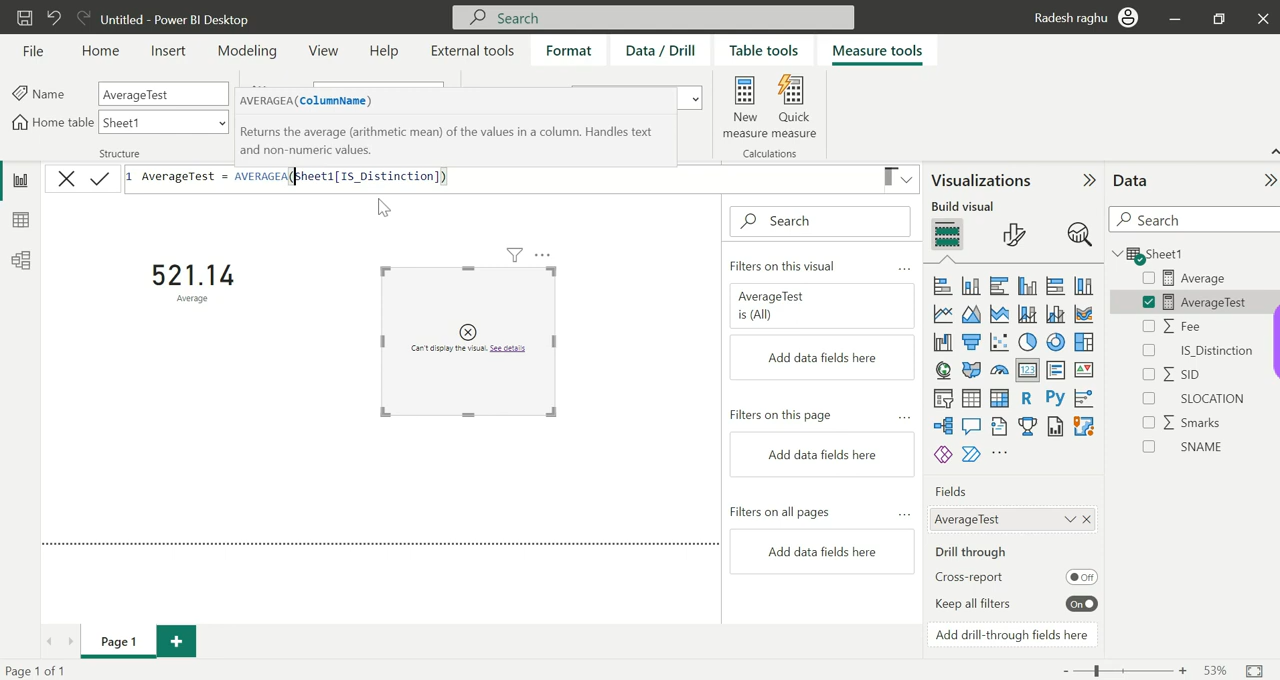 Untitled - Power BI Desktop
Search
Radesh raghu
File
Home
Insert
Modeling
View
Help
External tools
Format
Data / Drill
Table tools
Measure tools
Name
AverageTest
Home table
Sheet1
Structure
AVERAGEA(ColumnName)
Returns the average (arithmetic mean) of the values in a column. Handles text
and non-numeric values.
New
measure
Quick
measure
Calculations
1 AverageTest = AVERAGEA(Sheet1[IS_Distinction])
521.14
Average
Can't display the visual. See details
Search
Filters on this visual
...
AverageTest
is (All)
Add data fields here
Filters on this page
...
Add data fields here
Filters on all pages
...
Add data fields here
Visualizations
Build visual
123
R
Py
...
Fields
AverageTest
Drill through
Cross-report
Off
Keep all filters
On
Add drill-through fields here
Data
Search
Sheet1
Average
AverageTest
Fee
IS_Distinction
SID
SLOCATION
Smarks
SNAME
Page 1
Page 1 of 1
- + 53%